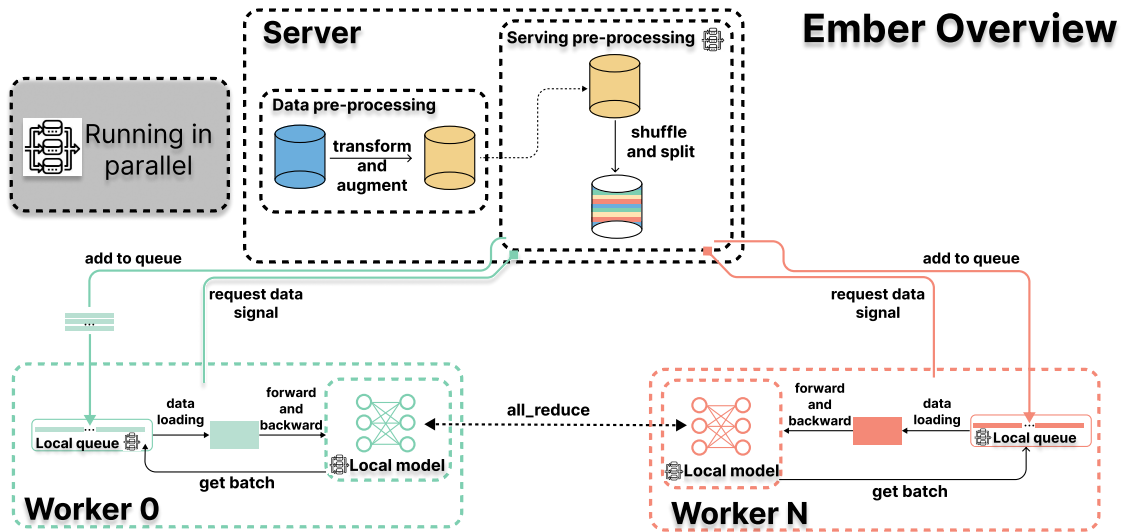 Ember Overview
Server
Serving pre-processing
Running in
parallel
Data pre-processing
transform
and
augment
shuffle
and split
add to queue
request data
signal
...
add to queue
request data
signal
data
loading
forward
and
backward
...
Local queue
Local model
get batch
Worker 0
all_reduce
forward
and
backward
data
loading
...
Local queue
Local model
get batch
Worker N